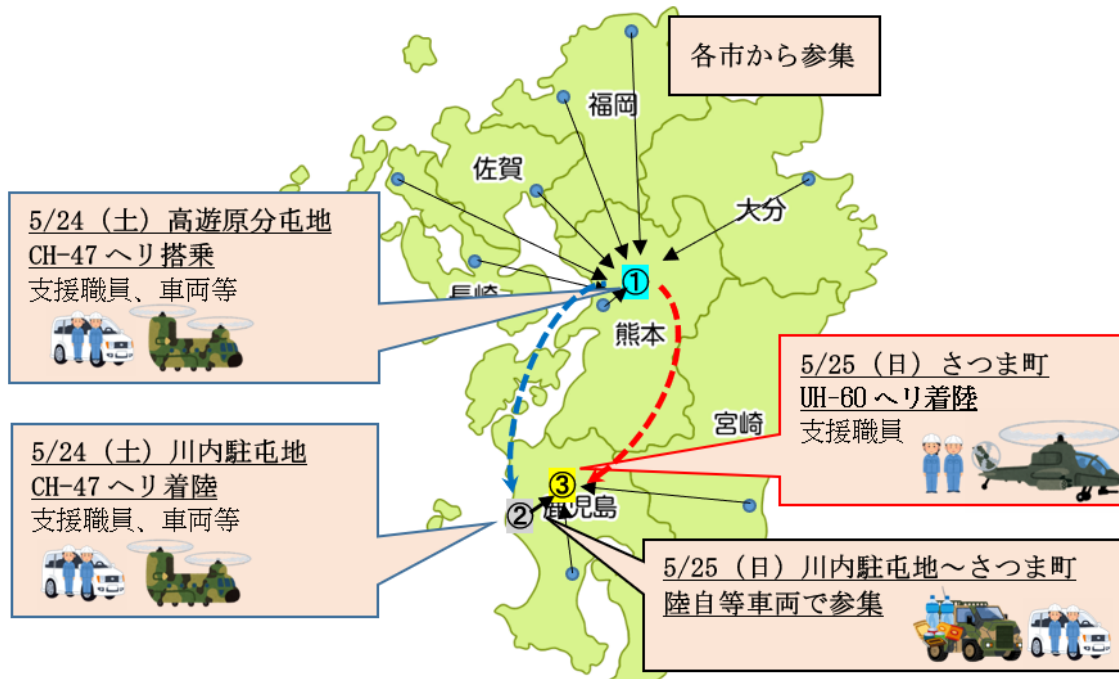 各市から参集
福岡
佐賀
大分
長崎
熊本
宮崎
鹿児島
①
②
③
5/24（土）高遊原分屯地
CH-47 ヘリ搭乗
支援職員、車両等
5/24（土）川内駐屯地
CH-47 ヘリ着陸
支援職員、車両等
5/25（日）さつま町
UH-60 ヘリ着陸
支援職員
5/25（日）川内駐屯地～さつま町
陸自等車両で参集